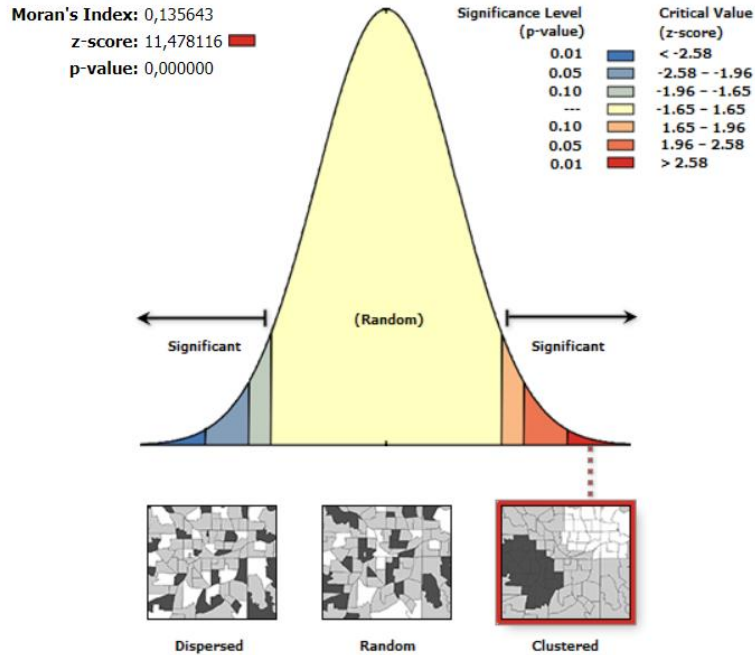 Moran's Index: 0,135643
z-score: 11,478116
p-value: 0,000000
Significance Level
(p-value)
Critical Value
(z-score)
0.01 < -2.58
0.05 -2.58 – -1.96
0.10 -1.96 – -1.65
--- -1.65 – 1.65
0.10 1.65 – 1.96
0.05 1.96 – 2.58
0.01 > 2.58
(Random)
Significant Significant
Dispersed Random Clustered